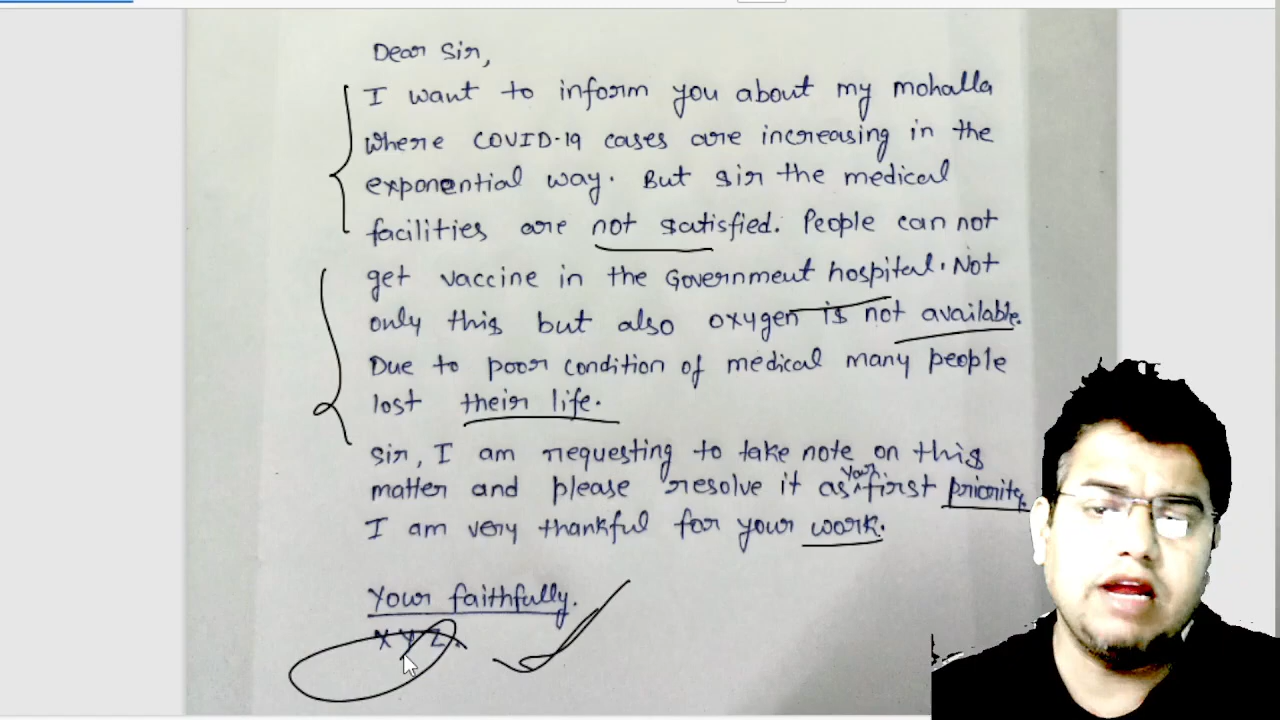 Dear Sir,
I want to inform you about my mohalla
where COVID-19 cases are increasing in the
exponential way. But sir the medical
facilities are not satisfied. People can not
get vaccine in the Government hospital. Not
only this but also oxygen is not available.
Due to poor condition of medical many people
lost their life.
Sir, I am requesting to take note on this
matter and please resolve it as your first priority.
I am very thankful for your work.
Your faithfully.
X Y Z.